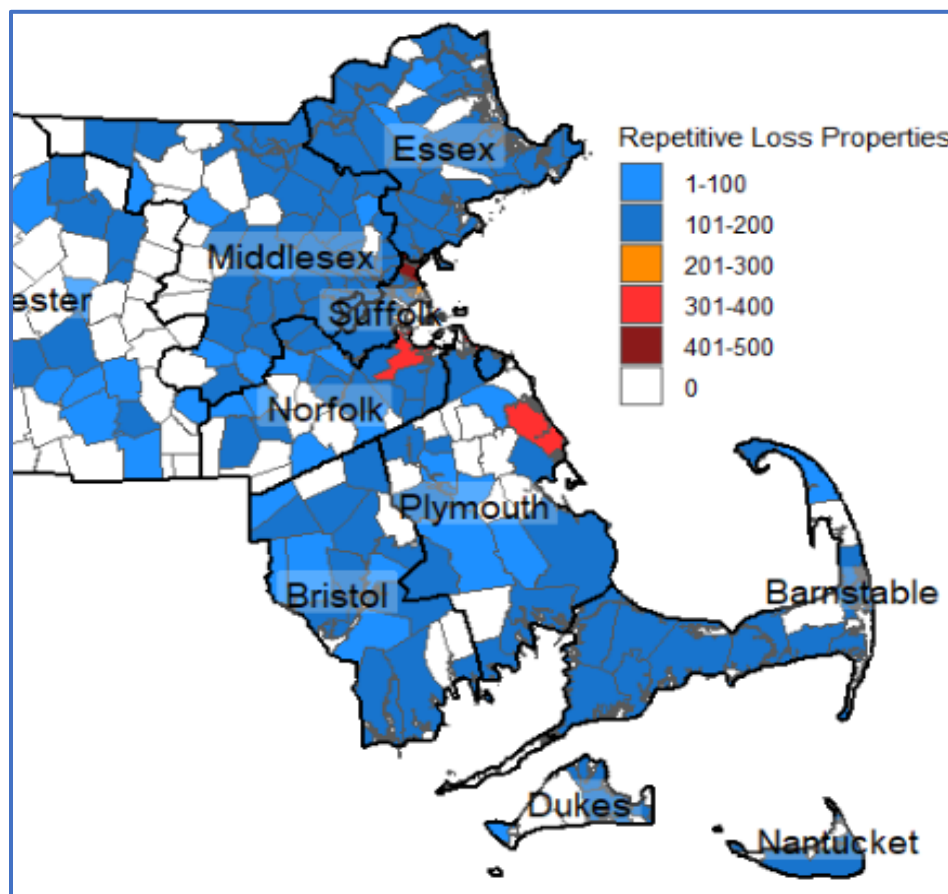 Essex
Repetitive Loss Properties
1-100
101-200
201-300
301-400
401-500
0
Middlesex
ester
Suffolk
Norfolk
Plymouth
Bristol
Barnstable
Dukes
Nantucket